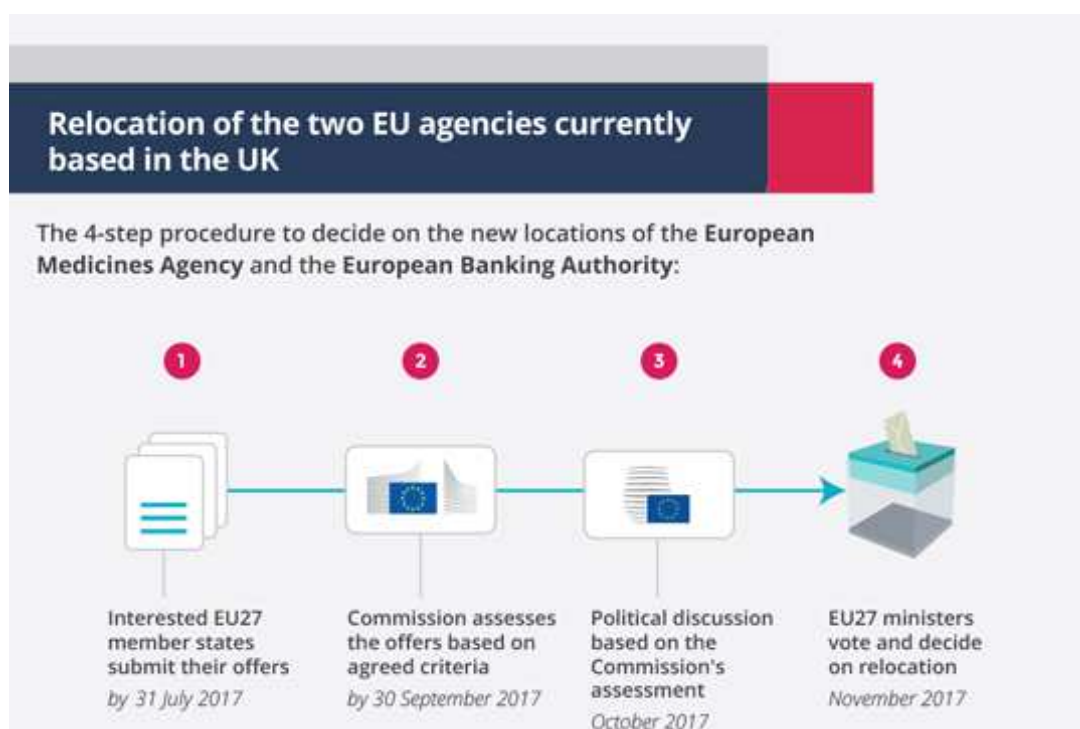 Relocation of the two EU agencies currently
based in the UK
The 4-step procedure to decide on the new locations of the European
Medicines Agency and the European Banking Authority:
1
2
3
4
Interested EU27
member states
submit their offers
by 31 July 2017
Commission assesses
the offers based on
agreed criteria
by 30 September 2017
Political discussion
based on the
Commission's
assessment
October 2017
EU27 ministers
vote and decide
on relocation
November 2017